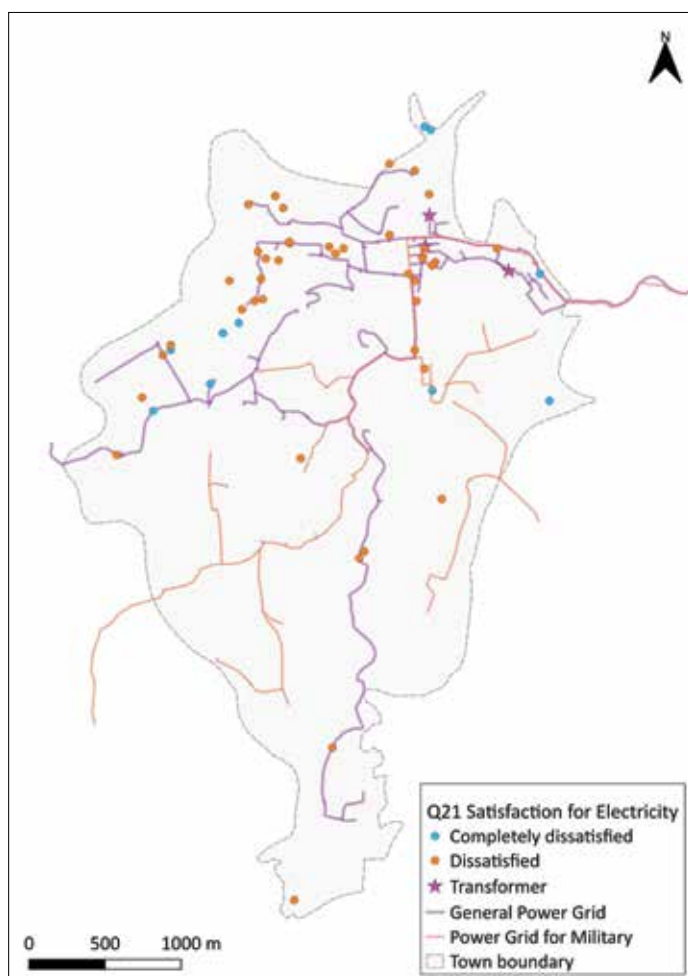 N
Q21 Satisfaction for Electricity
Completely dissatisfied
Dissatisfied
Transformer
General Power Grid
Power Grid for Military
Town boundary
0 500 1000 m